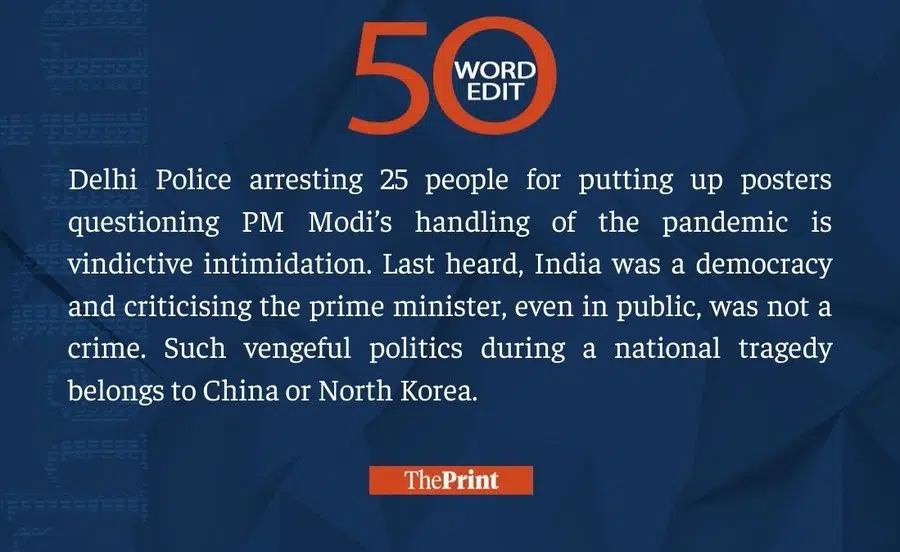 50
WORD
EDIT
Delhi Police arresting 25 people for putting up posters
questioning PM Modi’s handling of the pandemic is
vindictive intimidation. Last heard, India was a democracy
and criticising the prime minister, even in public, was not a
crime. Such vengeful politics during a national tragedy
belongs to China or North Korea.
ThePrint